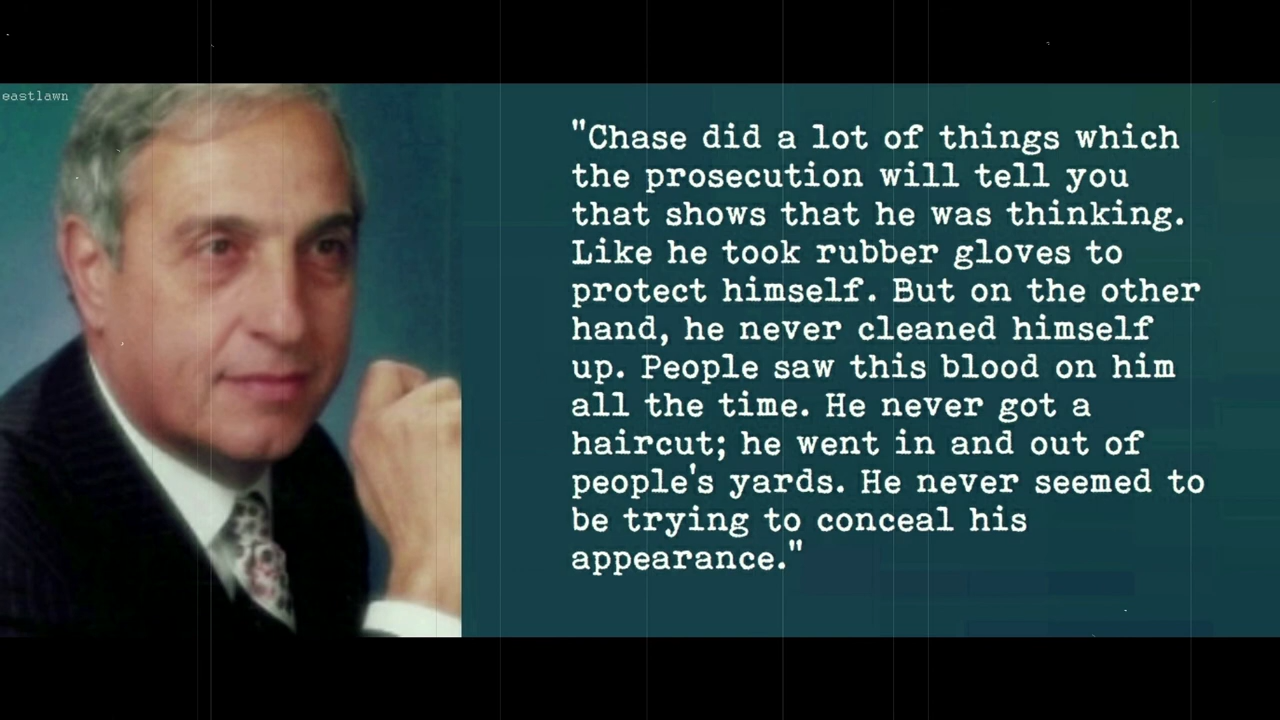 eastlawn
"Chase did a lot of things which
the prosecution will tell you
that shows that he was thinking.
Like he took rubber gloves to
protect himself. But on the other
hand, he never cleaned himself
up. People saw this blood on him
all the time. He never got a
haircut; he went in and out of
people's yards. He never seemed to
be trying to conceal his
appearance."